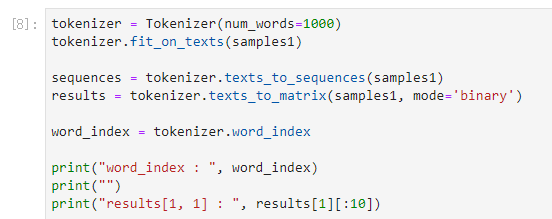 [8]:
tokenizer = Tokenizer(num_words=1000)
tokenizer.fit_on_texts(samples1)
sequences = tokenizer.texts_to_sequences(samples1)
results = tokenizer.texts_to_matrix(samples1, mode='binary')
word_index = tokenizer.word_index
print("word_index : ", word_index)
print("")
print("results[1, 1] : ", results[1][:10])